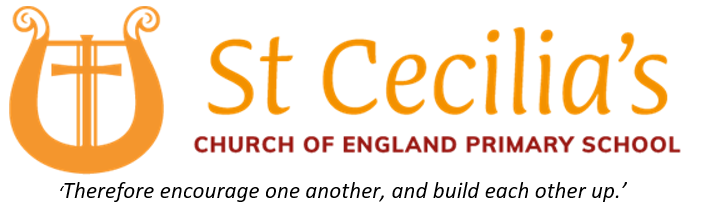 St Cecilia’s
CHURCH OF ENGLAND PRIMARY SCHOOL
‘Therefore encourage one another, and build each other up.’